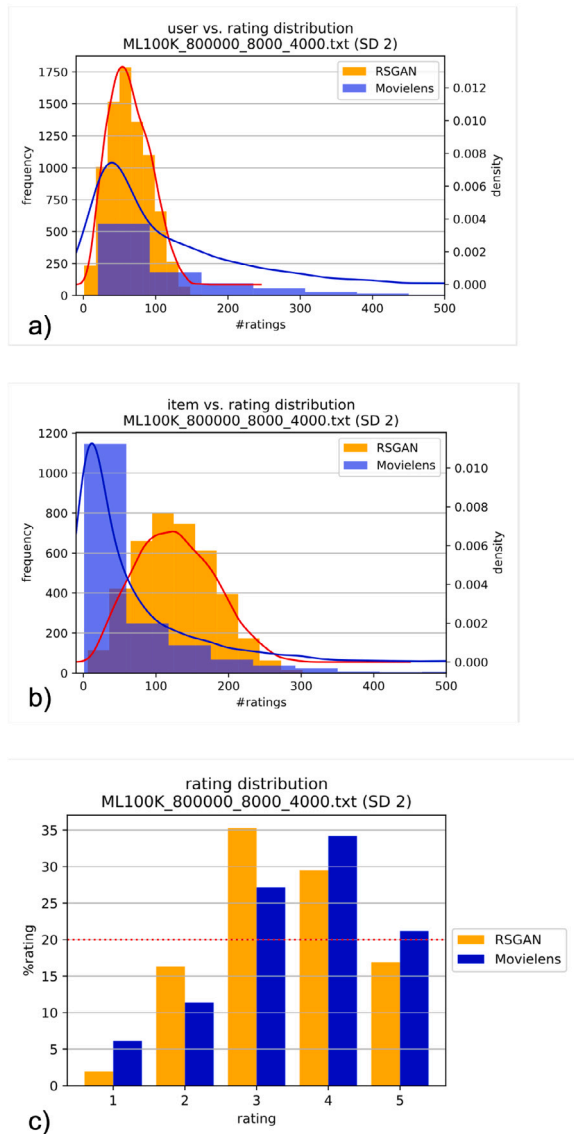 user vs. rating distribution
ML100K_800000_8000_4000.txt (SD 2)
RSGAN
Movielens
1750
1500
1250
1000
750
500
250
0
frequency
0.012
0.010
0.008
0.006
0.004
0.002
0.000
density
0 100 200 300 400 500
#ratings
a)
item vs. rating distribution
ML100K_800000_8000_4000.txt (SD 2)
RSGAN
Movielens
1200
1000
800
600
400
200
0
frequency
0.010
0.008
0.006
0.004
0.002
0.000
density
0 100 200 300 400 500
#ratings
b)
rating distribution
ML100K_800000_8000_4000.txt (SD 2)
35
30
25
20
15
10
5
0
%rating
RSGAN
Movielens
1 2 3 4 5
rating
c)